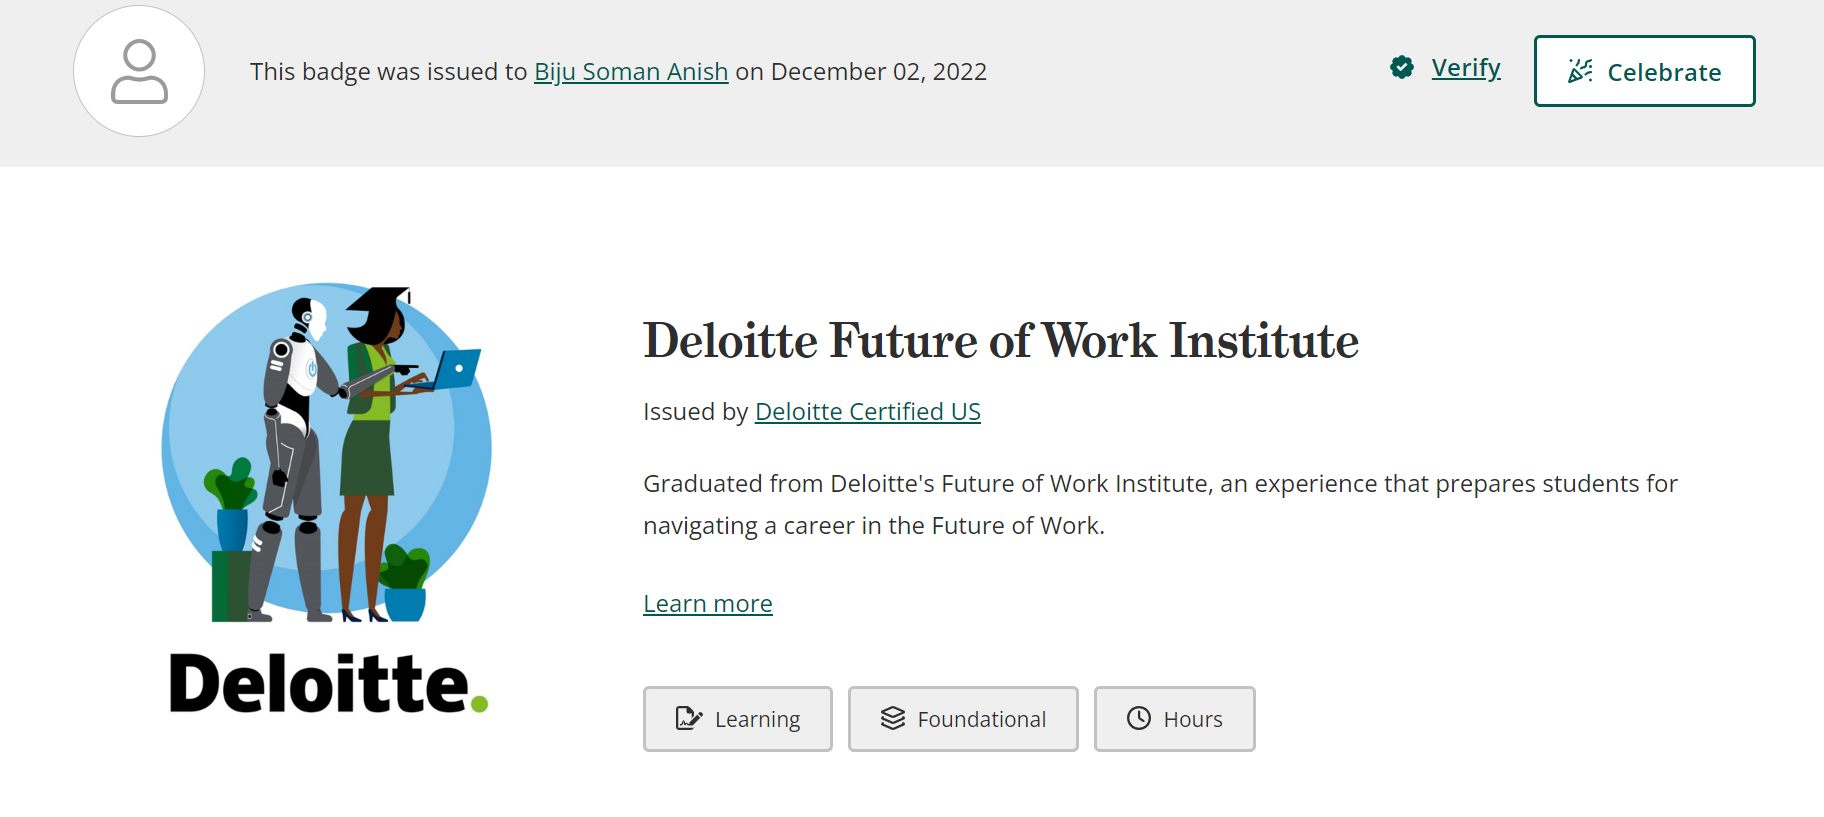 This badge was issued to Biju Soman Anish on December 02, 2022
Verify
Celebrate
Deloitte.
Deloitte Future of Work Institute
Issued by Deloitte Certified US
Graduated from Deloitte's Future of Work Institute, an experience that prepares students for
navigating a career in the Future of Work.
Learn more
Learning
Foundational
Hours